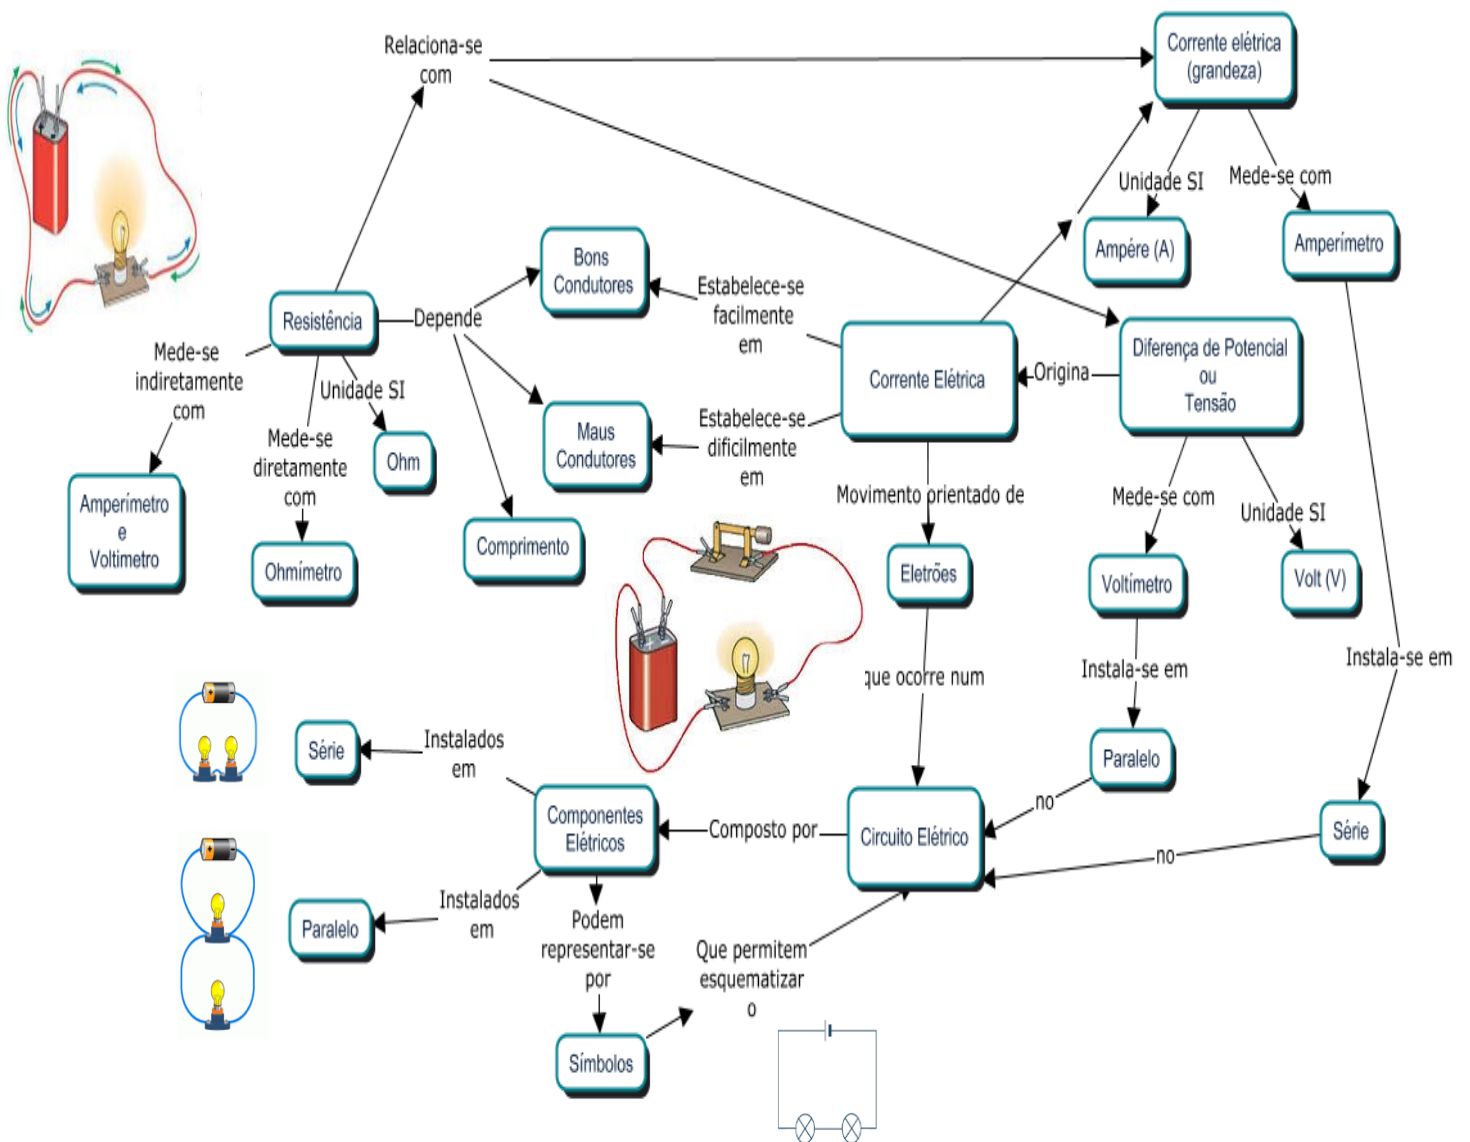 Relaciona-se
com
Corrente elétrica
(grandeza)
Unidade SI
Mede-se com
Ampére (A)
Amperímetro
Bons
Condutores
Estabelece-se
facilmente
em
Resistência
Depende
Mede-se
indiretamente
com
Unidade SI
Mede-se
diretamente
com
Ohm
Amperímetro
e
Voltimetro
Ohmímetro
Maus
Condutores
Estabelece-se
dificilmente
em
Comprimento
Corrente Elétrica
Origina
Diferença de Potencial
ou
Tensão
Movimento orientado de
Mede-se com
Unidade SI
Eletrões
Voltímetro
Volt (V)
que ocorre num
Instala-se em
Instala-se em
Paralelo
no
Série
no
Série
Instalados
em
Componentes
Elétricos
Composto por
Circuito Elétrico
Paralelo
Instalados
em
Podem
representar-se
por
Que permitem
esquematizar
o
Símbolos